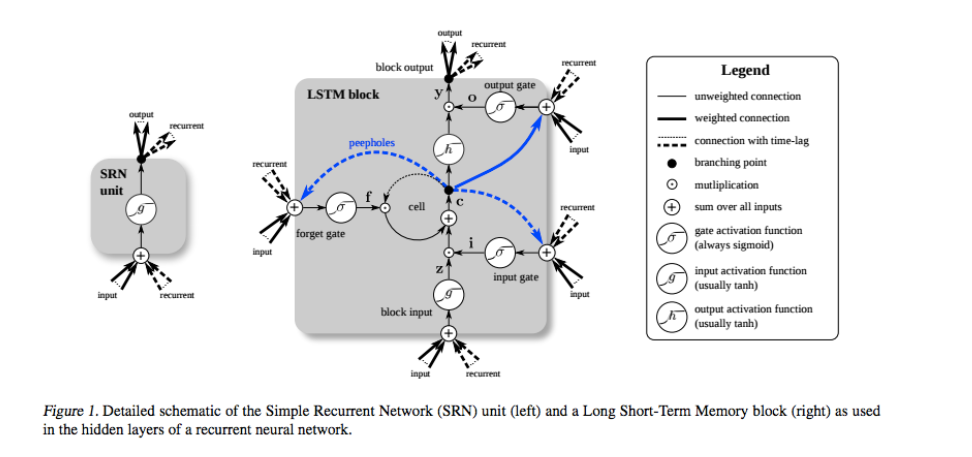 output
recurrent
SRN
unit
g
input
recurrent
output
recurrent
block output
LSTM block
y
o
output gate
σ
recurrent
input
h
peepholes
recurrent
f
σ
cell
c
forget gate
input
recurrent
i
σ
input gate
input
z
g
block input
input
recurrent
Legend
unweighted connection
weighted connection
connection with time-lag
branching point
mutliplication
sum over all inputs
σ
gate activation function
(always sigmoid)
g
input activation function
(usually tanh)
h
output activation function
(usually tanh)
Figure 1. Detailed schematic of the Simple Recurrent Network (SRN) unit (left) and a Long Short-Term Memory block (right) as used
in the hidden layers of a recurrent neural network.